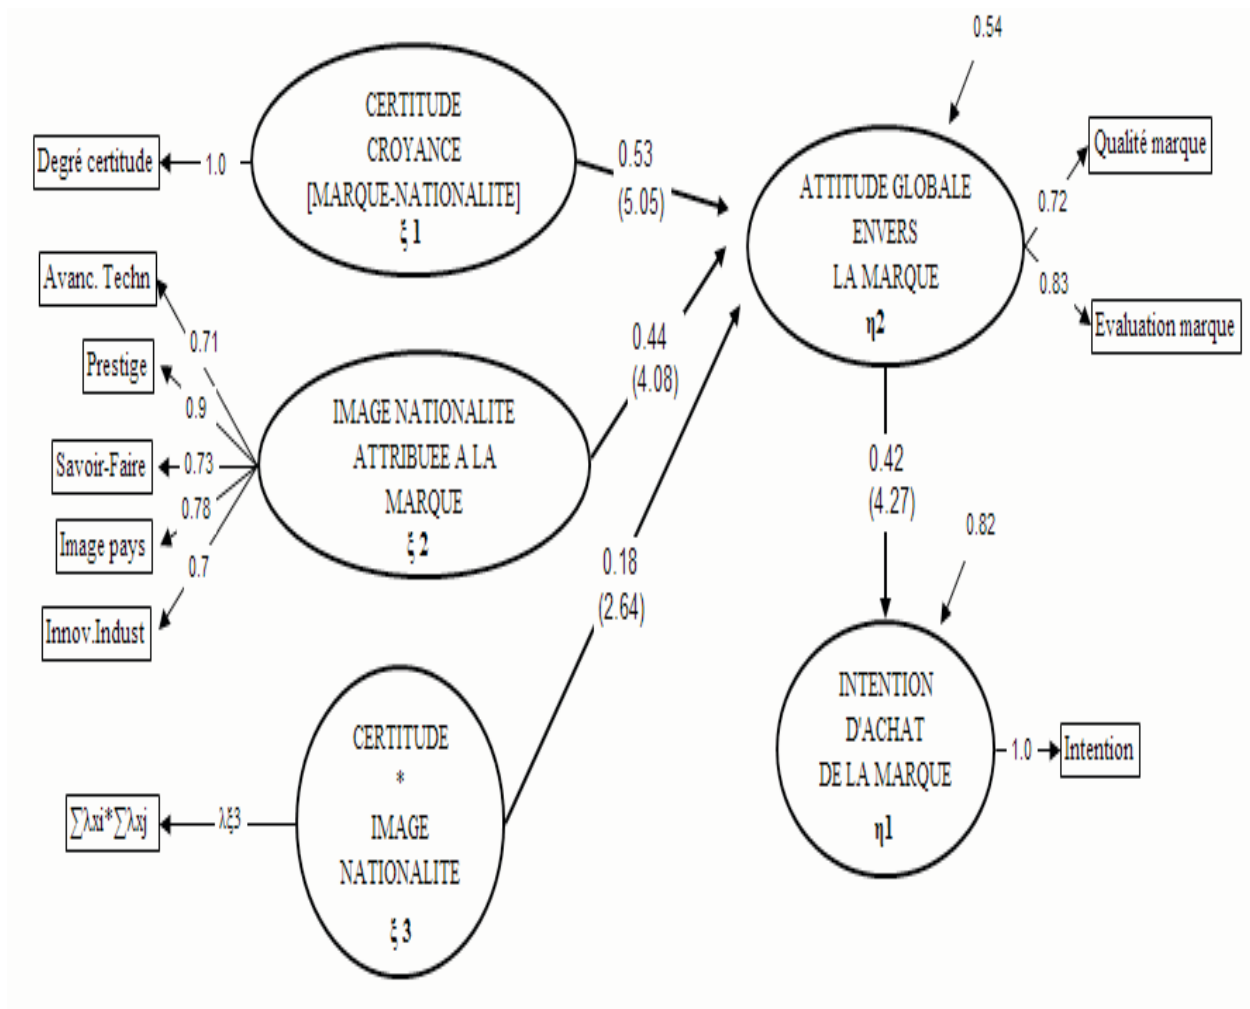 0.54
CERTITUDE
CROYANCE
[MARQUE-NATIONALITE]
ξ 1
Degré certitude
1.0
0.53
(5.05)
ATTITUDE GLOBALE
ENVERS
LA MARQUE
η2
Qualité marque
0.72
0.83
Evaluation marque
Avanc. Techn
0.71
Prestige
0.9
Savoir-Faire
0.73
Image pays
0.78
Innov.Indust
0.7
IMAGE NATIONALITE
ATTRIBUEE A LA
MARQUE
ξ 2
0.44
(4.08)
0.42
(4.27)
0.18
(2.64)
0.82
CERTITUDE
*
IMAGE
NATIONALITE
ξ 3
∑λxi*∑λxj
λξ3
INTENTION
D'ACHAT
DE LA MARQUE
η1
1.0
Intention